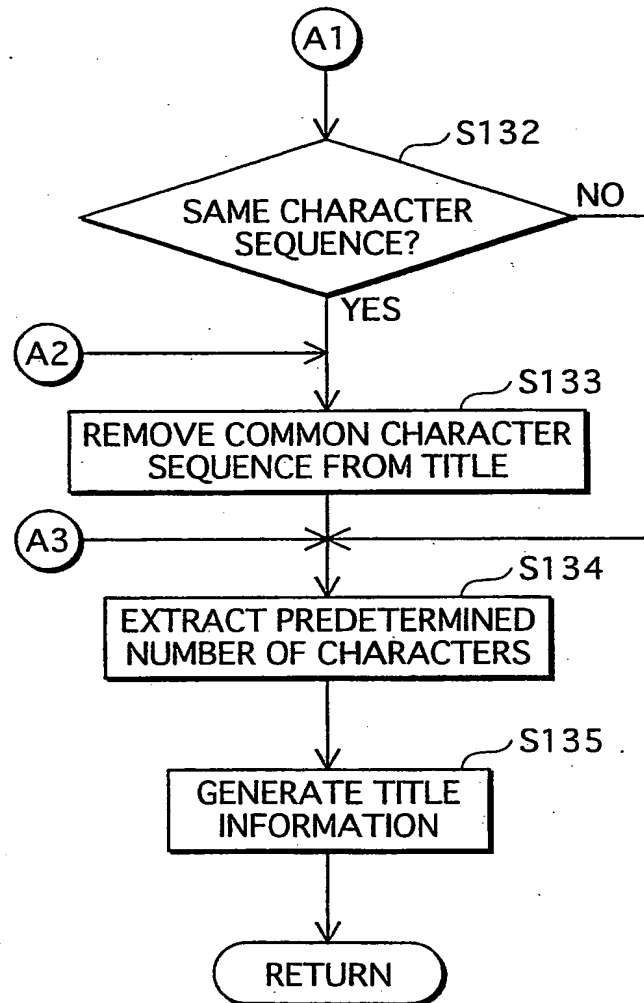 A1
S132
SAME CHARACTER
SEQUENCE?
NO
YES
A2
S133
REMOVE COMMON CHARACTER
SEQUENCE FROM TITLE
A3
S134
EXTRACT PREDETERMINED
NUMBER OF CHARACTERS
S135
GENERATE TITLE
INFORMATION
RETURN